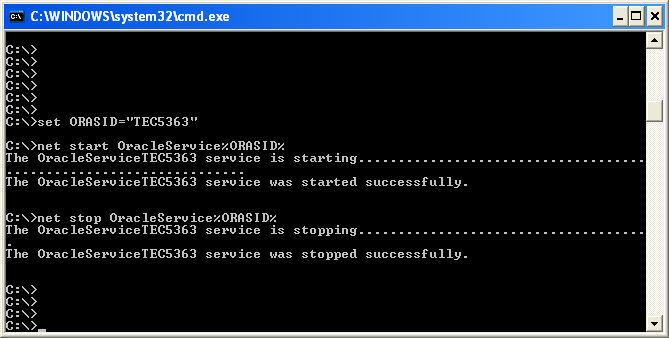 C:\WINDOWS\system32\cmd.exe
C:\>
C:\>
C:\>
C:\>
C:\>
C:\>
C:\>set ORASID="TEC5363"
C:\>net start OracleService%ORASID%
The OracleServiceTEC5363 service is starting....................................
..............................
The OracleServiceTEC5363 service was started successfully.
C:\>net stop OracleService%ORASID%
The OracleServiceTEC5363 service is stopping....................................
.
The OracleServiceTEC5363 service was stopped successfully.
C:\>
C:\>
C:\>
C:\>_